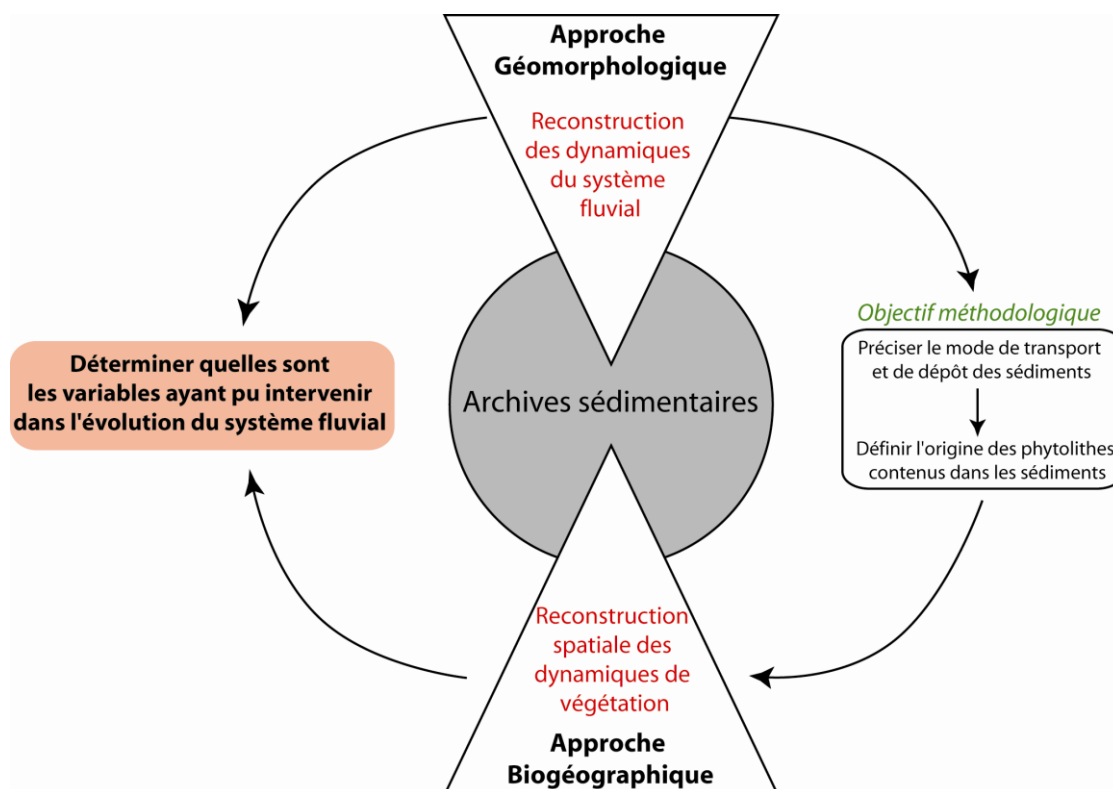 Approche
Géomorphologique
Reconstruction
des dynamiques
du système
fluvial
Objectif méthodologique
Préciser le mode de transport
et de dépôt des sédiments
Définir l'origine des phytolithes
contenus dans les sédiments
Déterminer quelles sont
les variables ayant pu intervenir
dans l'évolution du système fluvial
Archives sédimentaires
Reconstruction
spatiale des
dynamiques de
végétation
Approche
Biogéographique